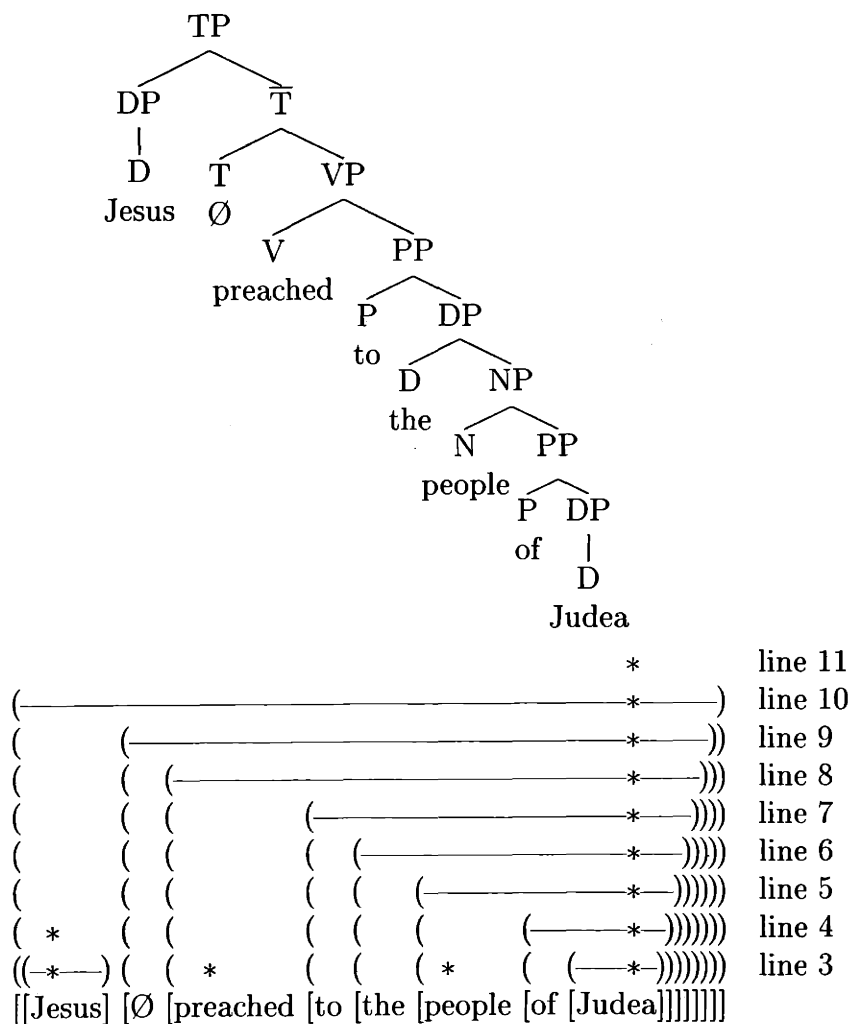 TP
DP T̅
D T VP
Jesus Ø
V PP
preached
P DP
to
D NP
the
N PP
people
P DP
of
D
Judea
* line 11
( * ) line 10
( ( * )) line 9
( ( ( * ))) line 8
( ( ( ( * )))) line 7
( ( ( ( ( * ))))) line 6
( ( ( ( ( ( * )))))) line 5
( * ( ( ( ( ( ( * ))))))) line 4
(( * ) ( ( * ( ( ( * ( ( * )))))))) line 3
[[Jesus] [Ø [preached [to [the [people [of [Judea]]]]]]]]